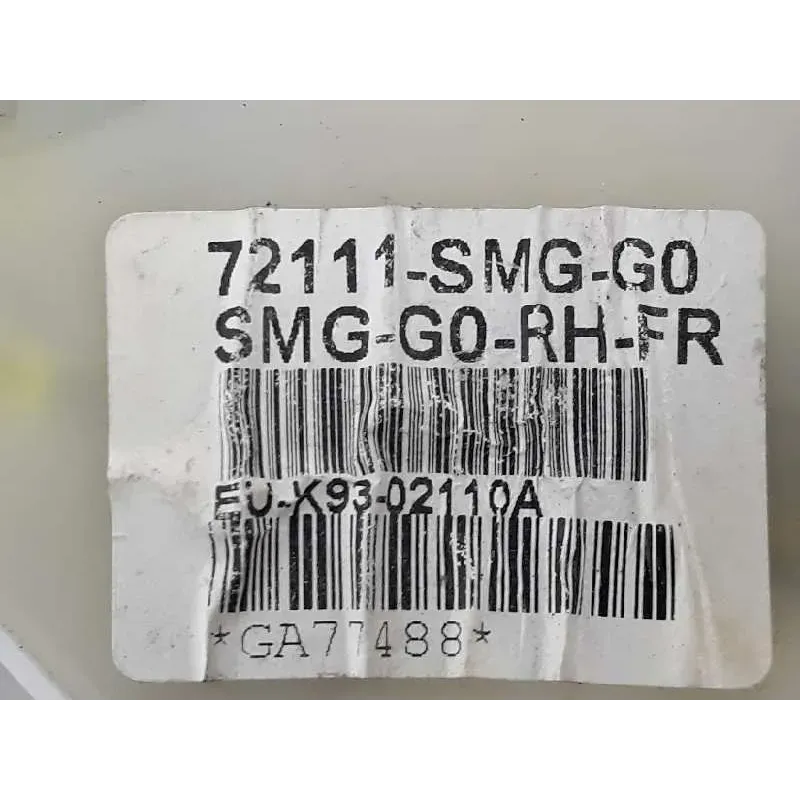 72111-SMG-G0
SMG-G0-RH-FR
EU-K93-02110A
*GA77488*